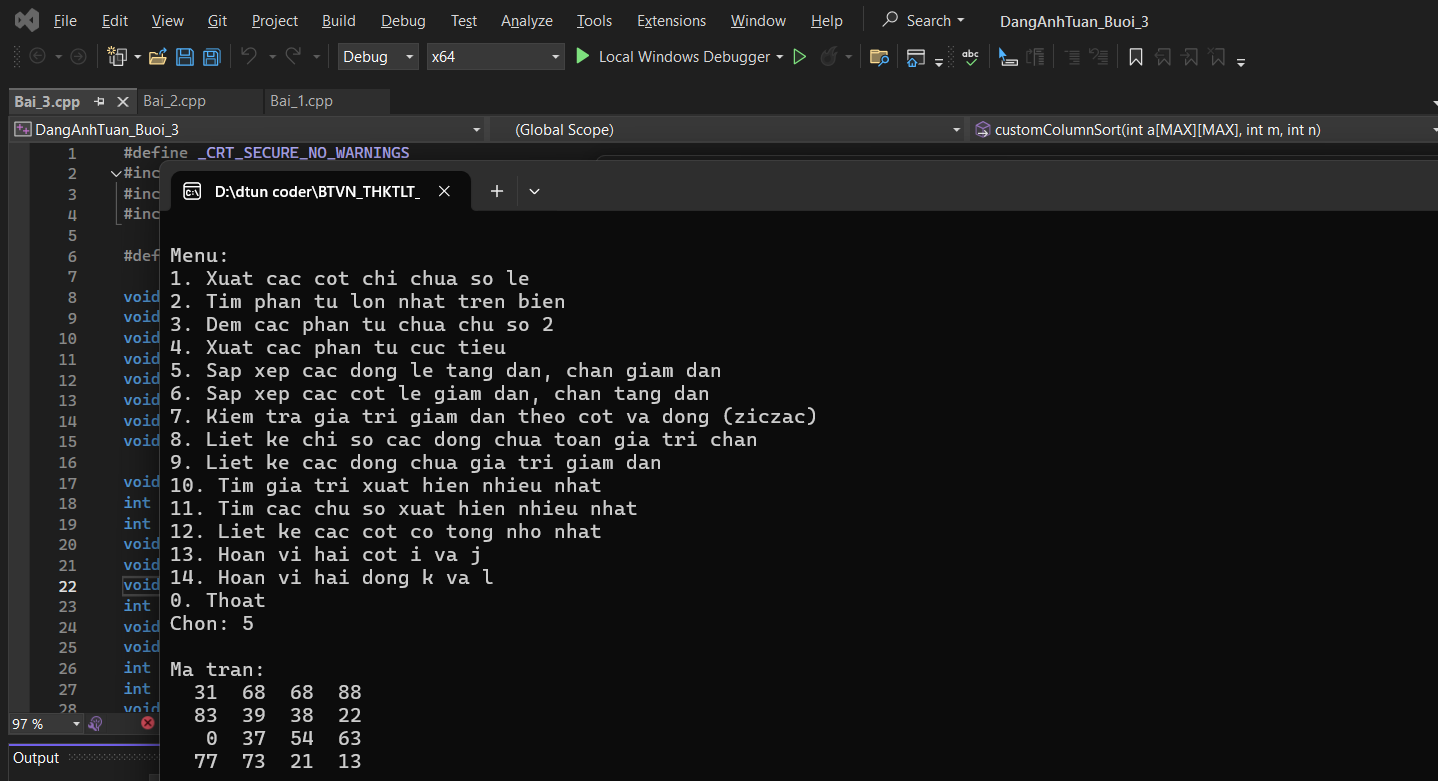 File Edit View Git Project Build Debug Test Analyze Tools Extensions Window Help Search DangAnhTuan_Buoi_3
Debug x64 Local Windows Debugger abc
Bai_3.cpp Bai_2.cpp Bai_1.cpp
DangAnhTuan_Buoi_3 (Global Scope) customColumnSort(int a[MAX][MAX], int m, int n)
1 #define _CRT_SECURE_NO_WARNINGS
2 #inc
3 #inc
4 #inc
5
6 #def
7
8 void
9 void
10 void
11 void
12 void
13 void
14 void
15 void
16
17 void
18 int
19 int
20 void
21 void
22 void
23 int
24 void
25 void
26 int
27 int
28 void
97 %
Output
D:\dtun coder\BTVN_THKTLT_
Menu:
1. Xuat cac cot chi chua so le
2. Tim phan tu lon nhat tren bien
3. Dem cac phan tu chua chu so 2
4. Xuat cac phan tu cuc tieu
5. Sap xep cac dong le tang dan, chan giam dan
6. Sap xep cac cot le giam dan, chan tang dan
7. Kiem tra gia tri giam dan theo cot va dong (ziczac)
8. Liet ke chi so cac dong chua toan gia tri chan
9. Liet ke cac dong chua gia tri giam dan
10. Tim gia tri xuat hien nhieu nhat
11. Tim cac chu so xuat hien nhieu nhat
12. Liet ke cac cot co tong nho nhat
13. Hoan vi hai cot i va j
14. Hoan vi hai dong k va l
0. Thoat
Chon: 5
Ma tran:
31 68 68 88
83 39 38 22
0 37 54 63
77 73 21 13